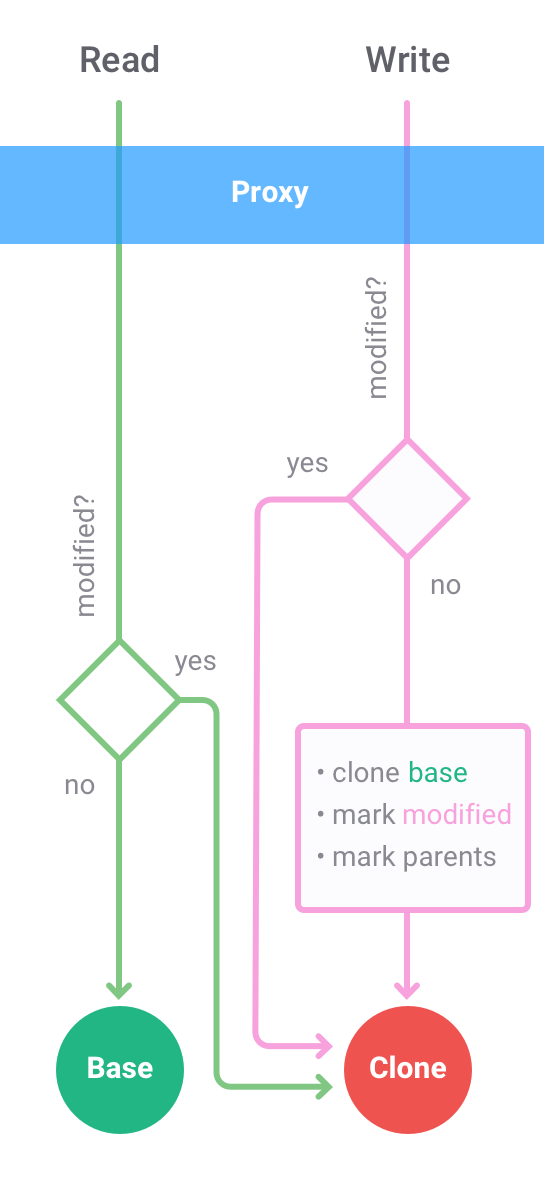 Read
Write
Proxy
modified?
yes
no
modified?
yes
no
• clone base
• mark modified
• mark parents
Base
Clone